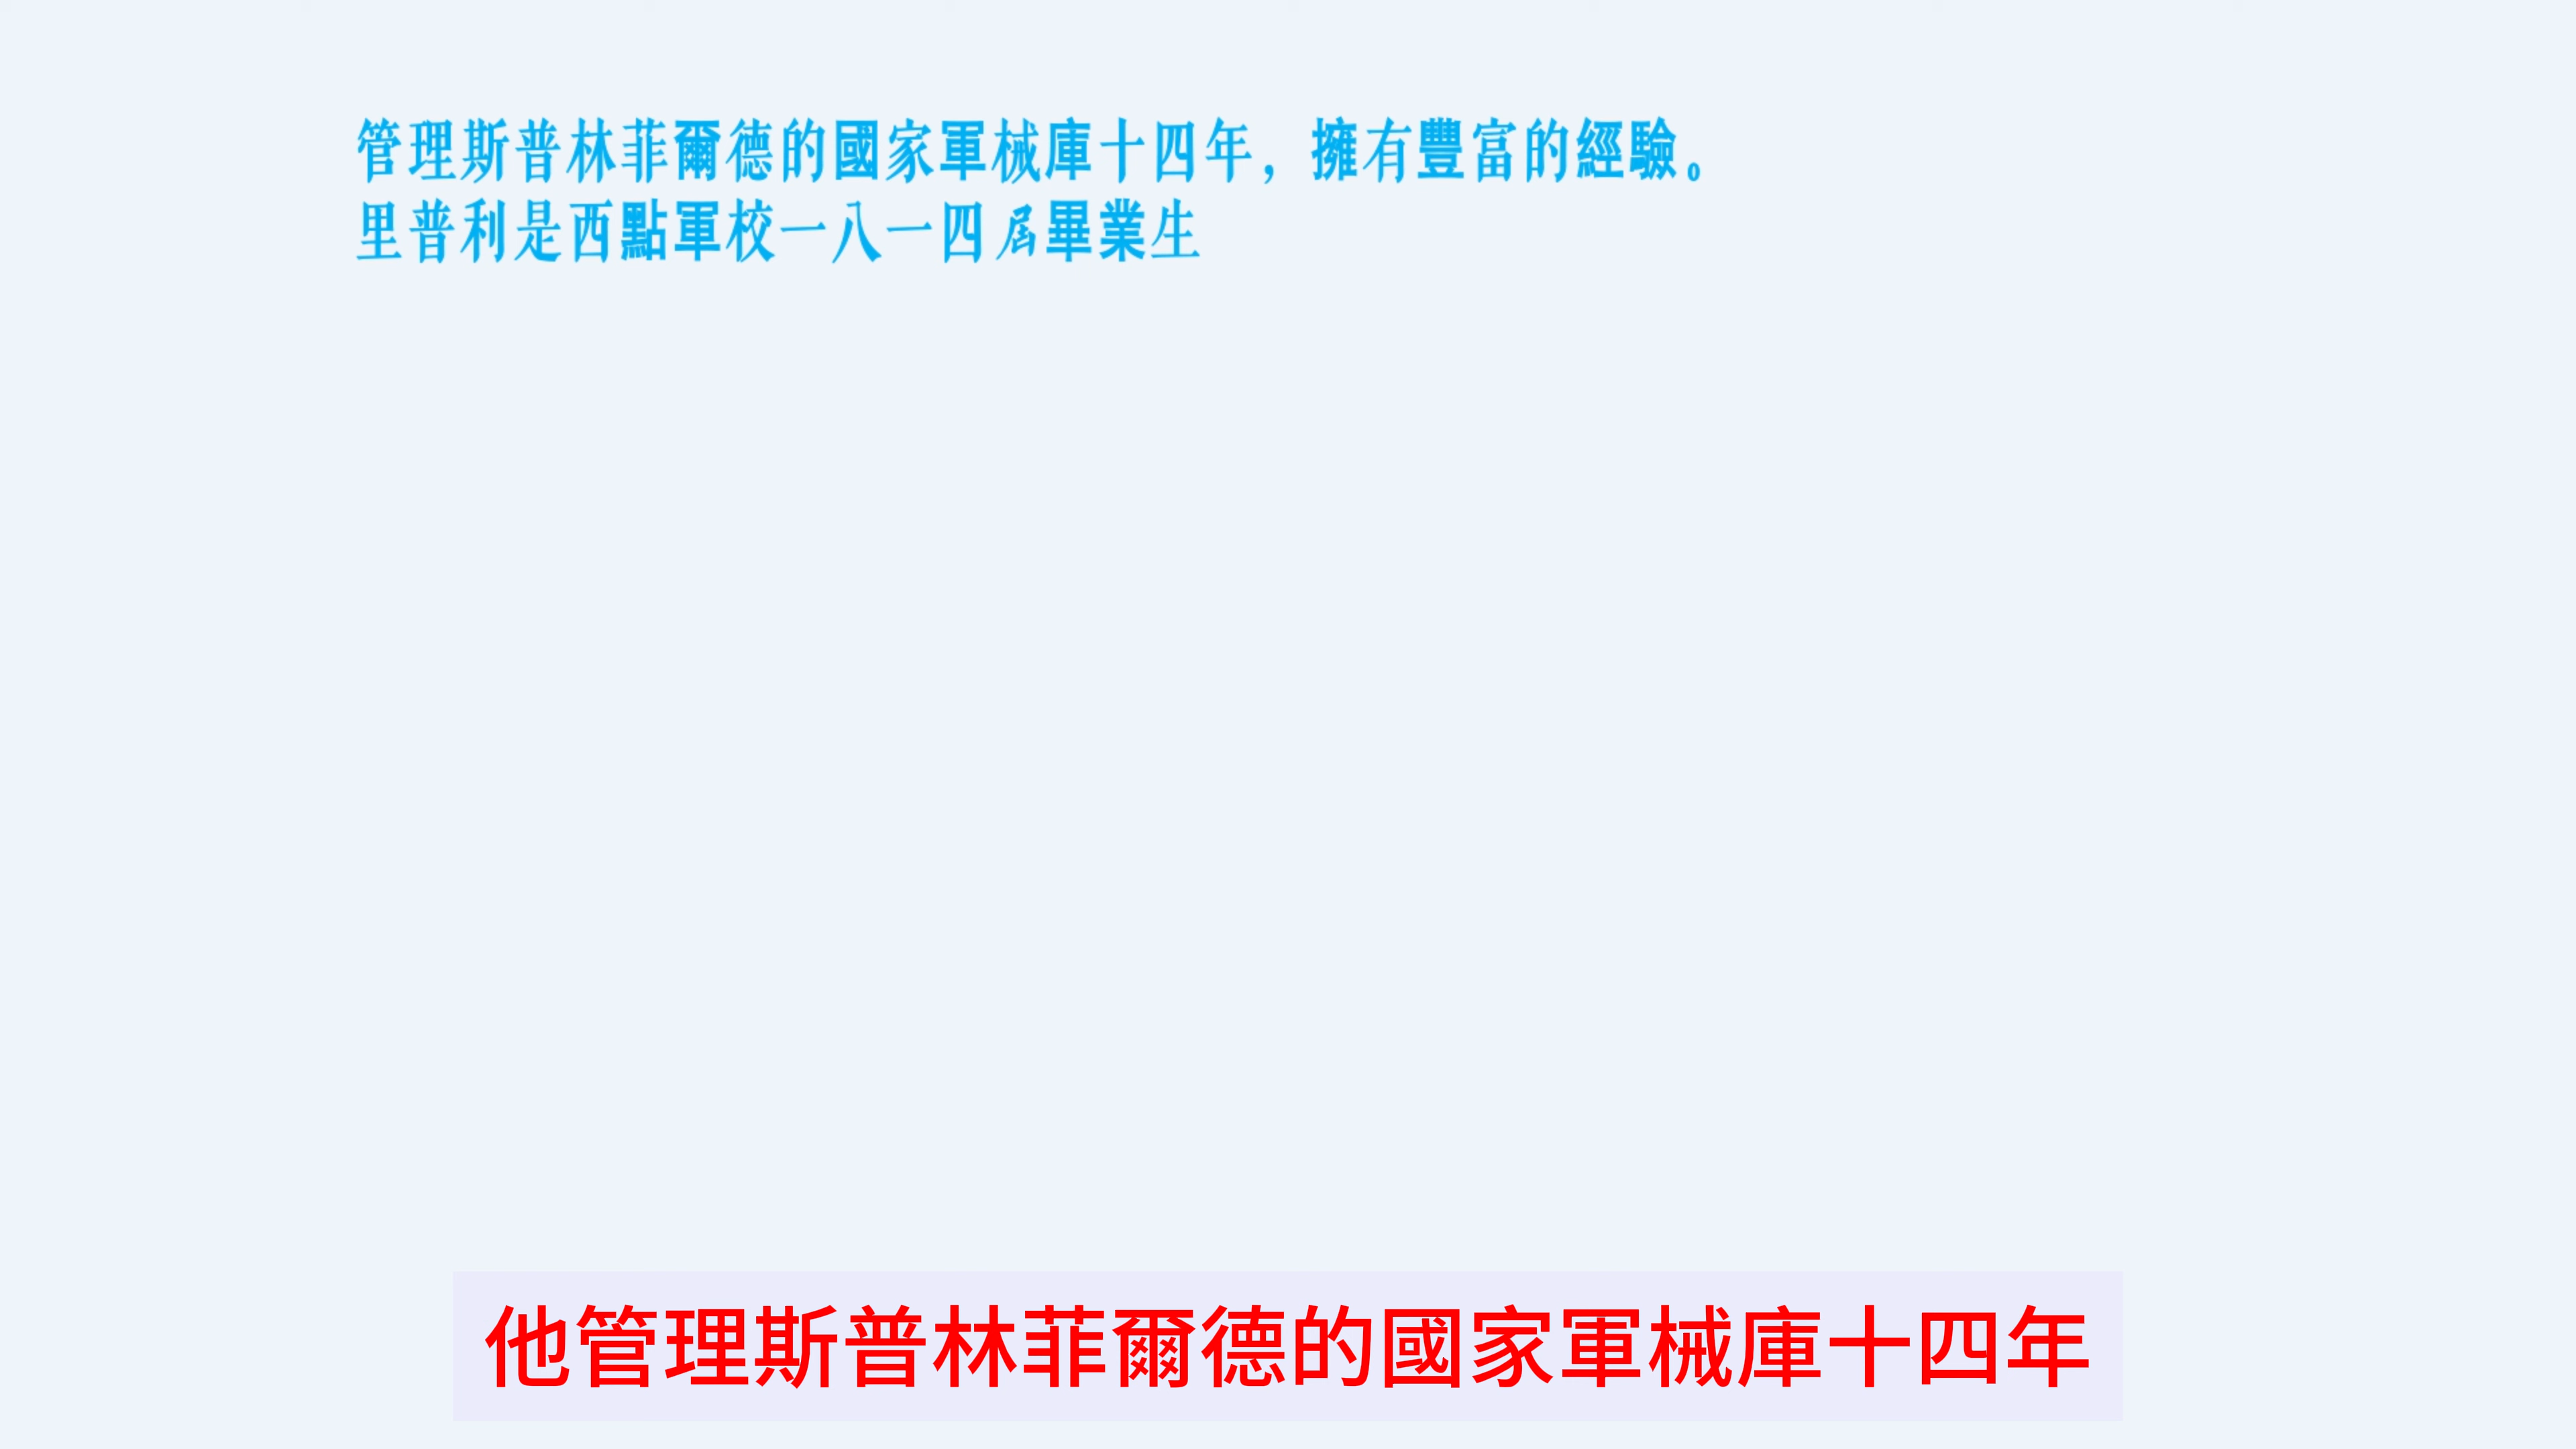 管理斯普林菲爾德的國家軍械庫十四年，擁有豐富的經驗。
里普利是西點軍校一八一四屆畢業生
他管理斯普林菲爾德的國家軍械庫十四年